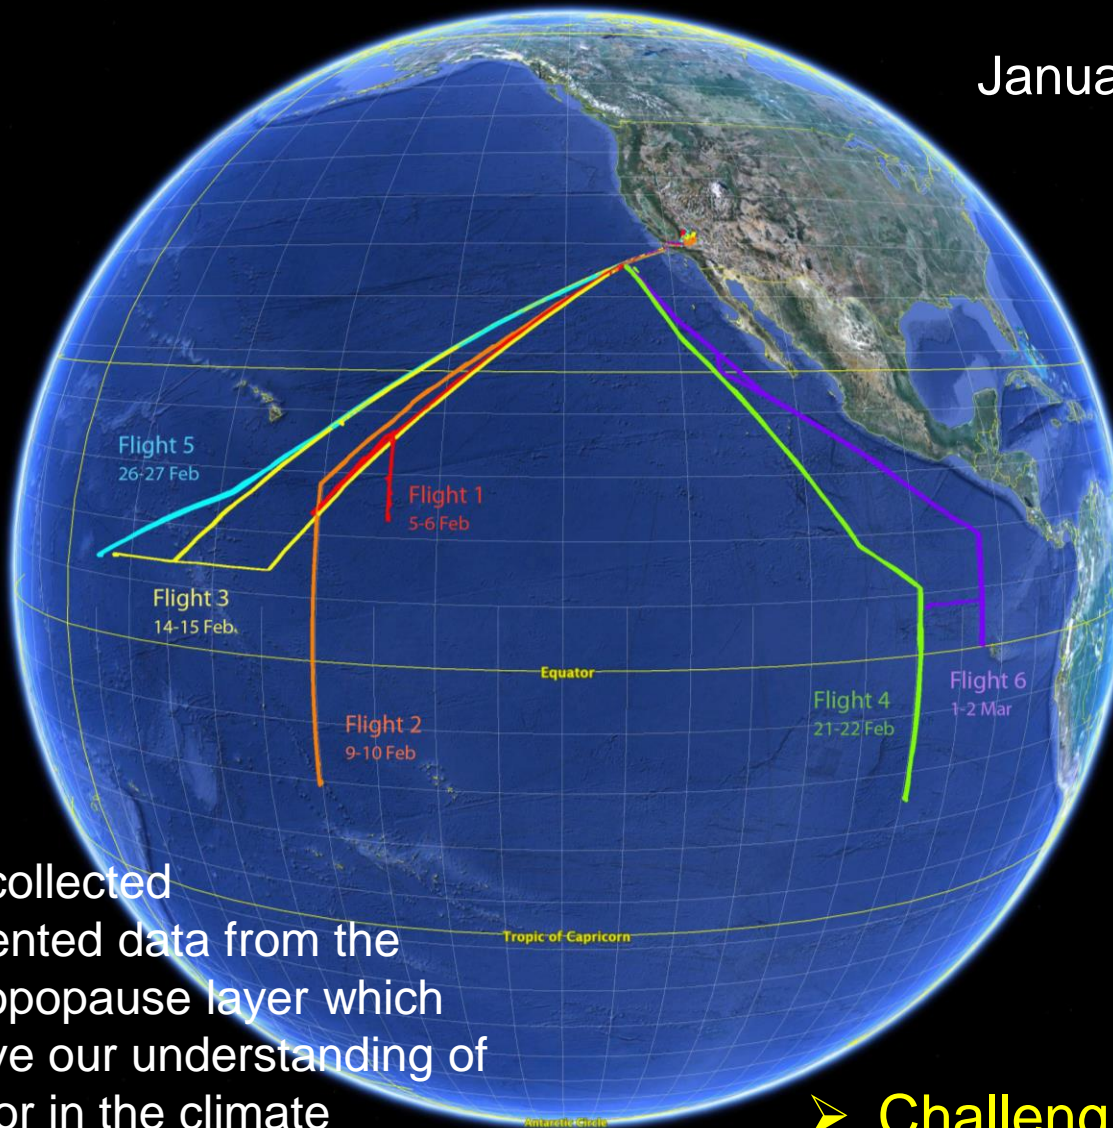 Janua
Flight 5
26-27 Feb
Flight 1
5-6 Feb
Flight 3
14-15 Feb
Equator
Flight 6
1-2 Mar
Flight 4
21-22 Feb
Flight 2
9-10 Feb
collected
ented data from the
opopause layer which
ve our understanding of
or in the climate
Tropic of Capricorn
➢ Challeng
Antarctic Circle